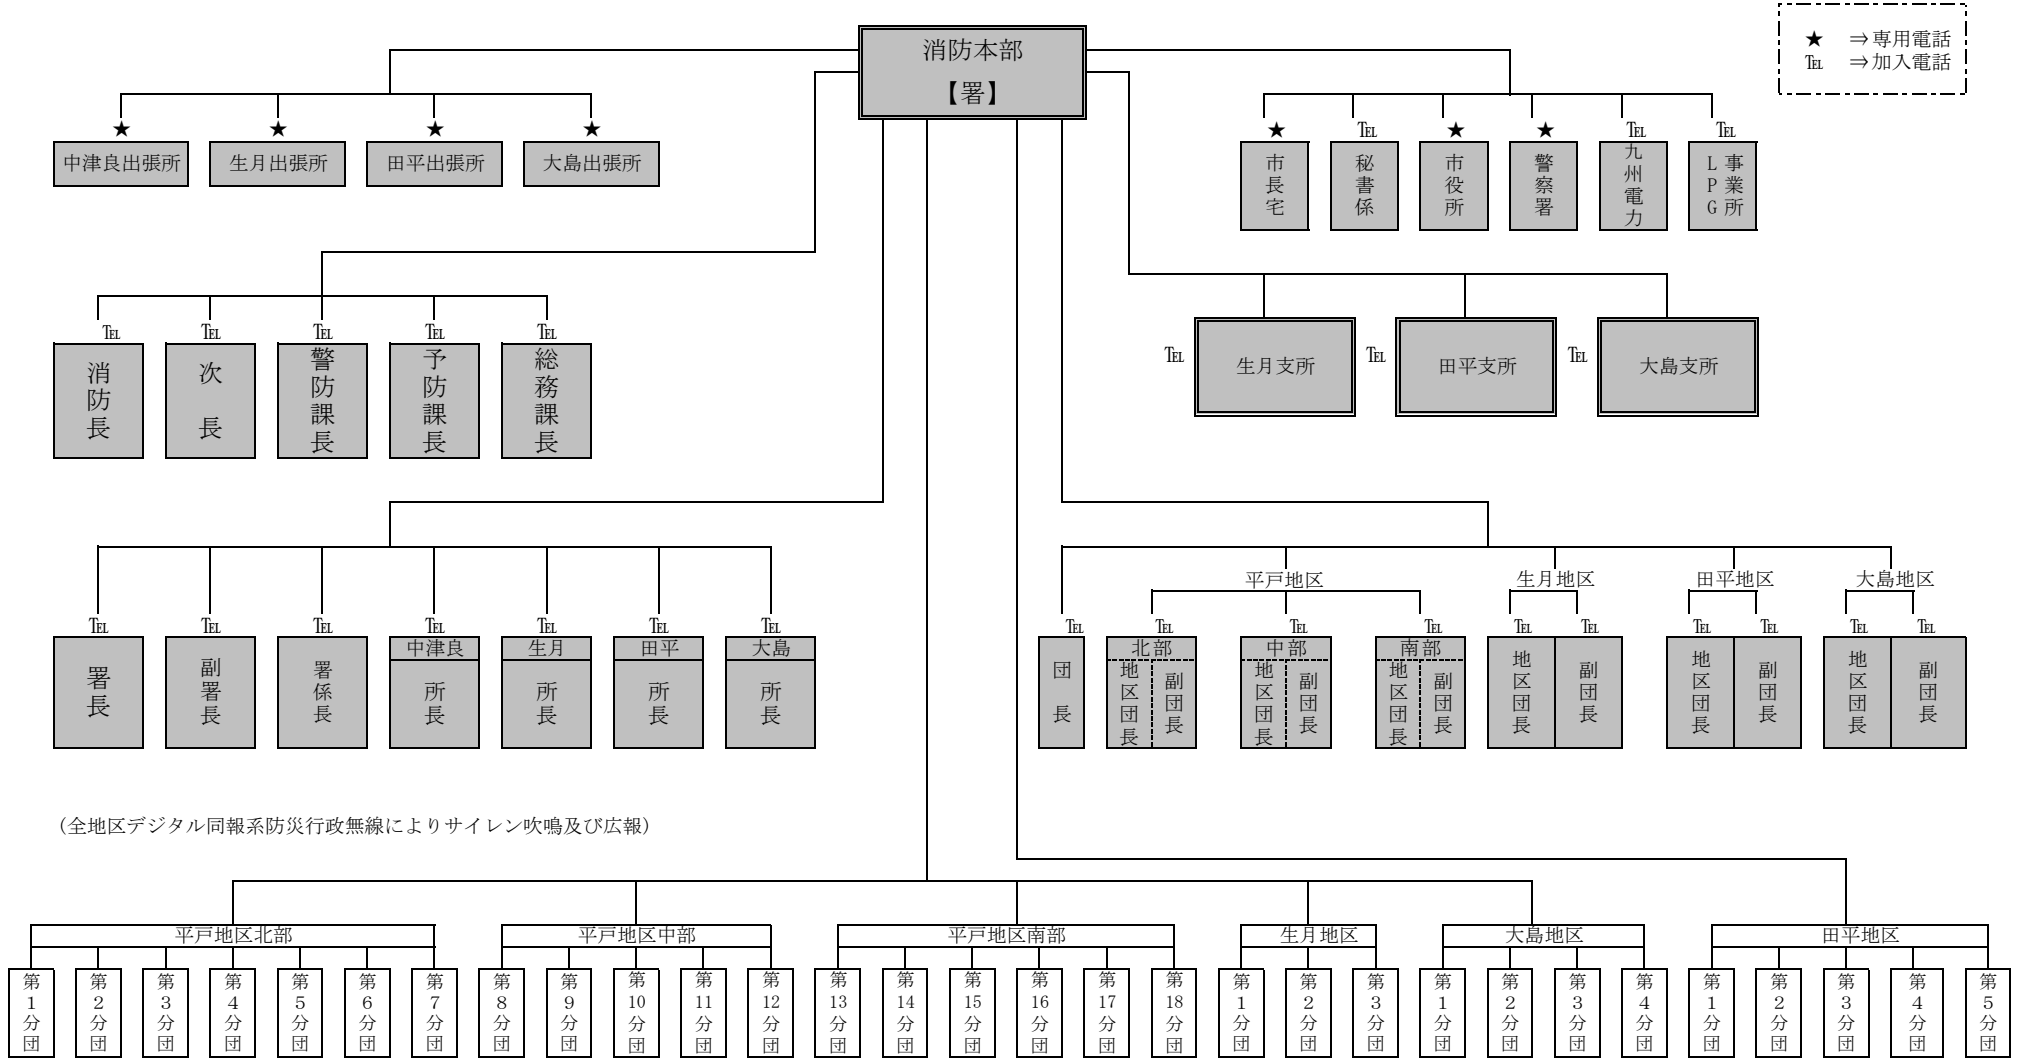 消防本部
【署】
★ ⇒専用電話
℡ ⇒加入電話
★
★
★
★
中津良出張所
生月出張所
田平出張所
大島出張所
★
℡
★
★
℡
℡
市長宅
秘書係
市役所
警察署
九州電力
LPG事業所
℡
℡
℡
℡
℡
消防長
次長
警防課長
予防課長
総務課長
℡
生月支所
℡
田平支所
℡
大島支所
℡
℡
℡
℡
℡
℡
℡
署長
副署長
署係長
中津良
所長
生月
所長
田平
所長
大島
所長
平戸地区
生月地区
田平地区
大島地区
℡
℡
℡
℡
℡
℡
℡
℡
℡
℡
団長
北部
地区団長
副団長
中部
地区団長
副団長
南部
地区団長
副団長
地区団長
副団長
地区団長
副団長
地区団長
副団長
（全地区デジタル同報系防災行政無線によりサイレン吹鳴及び広報）
平戸地区北部
平戸地区中部
平戸地区南部
生月地区
大島地区
田平地区
第1分団
第2分団
第3分団
第4分団
第5分団
第6分団
第7分団
第8分団
第9分団
第10分団
第11分団
第12分団
第13分団
第14分団
第15分団
第16分団
第17分団
第18分団
第1分団
第2分団
第3分団
第1分団
第2分団
第3分団
第4分団
第1分団
第2分団
第3分団
第4分団
第5分団